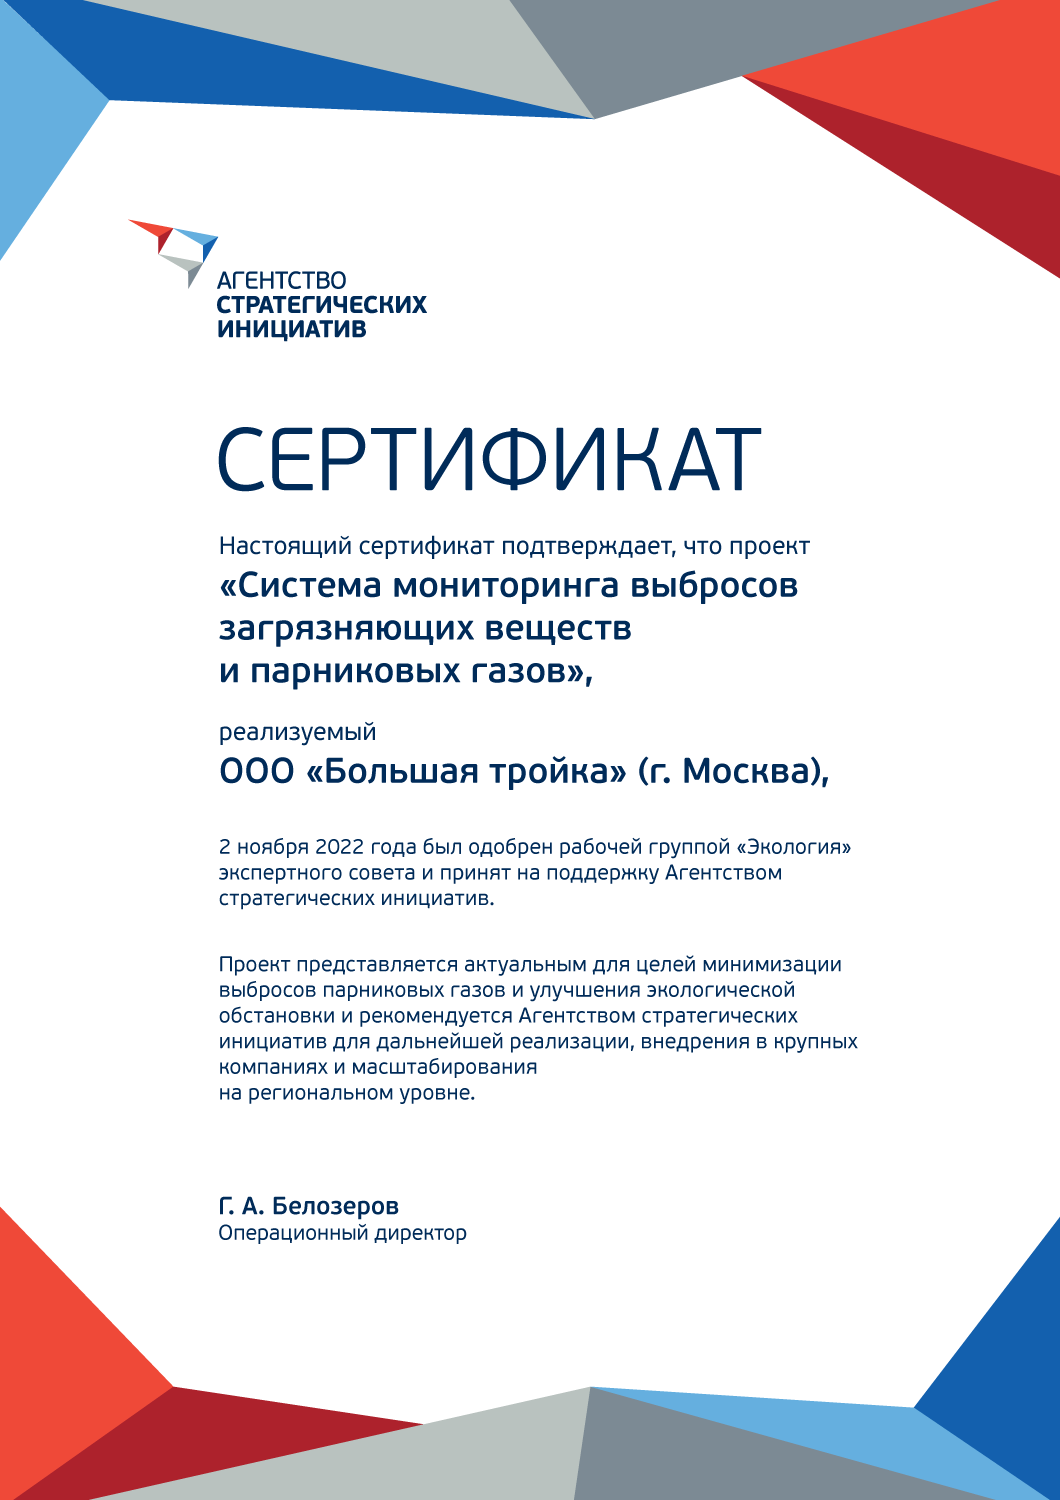 АГЕНТСТВО
СТРАТЕГИЧЕСКИХ
ИНИЦИАТИВ
СЕРТИФИКАТ
Настоящий сертификат подтверждает, что проект
«Система мониторинга выбросов
загрязняющих веществ
и парниковых газов»,
реализуемый
ООО «Большая тройка» (г. Москва),
2 ноября 2022 года был одобрен рабочей группой «Экология»
экспертного совета и принят на поддержку Агентством
стратегических инициатив.
Проект представляется актуальным для целей минимизации
выбросов парниковых газов и улучшения экологической
обстановки и рекомендуется Агентством стратегических
инициатив для дальнейшей реализации, внедрения в крупных
компаниях и масштабирования
на региональном уровне.
Г. А. Белозеров
Операционный директор